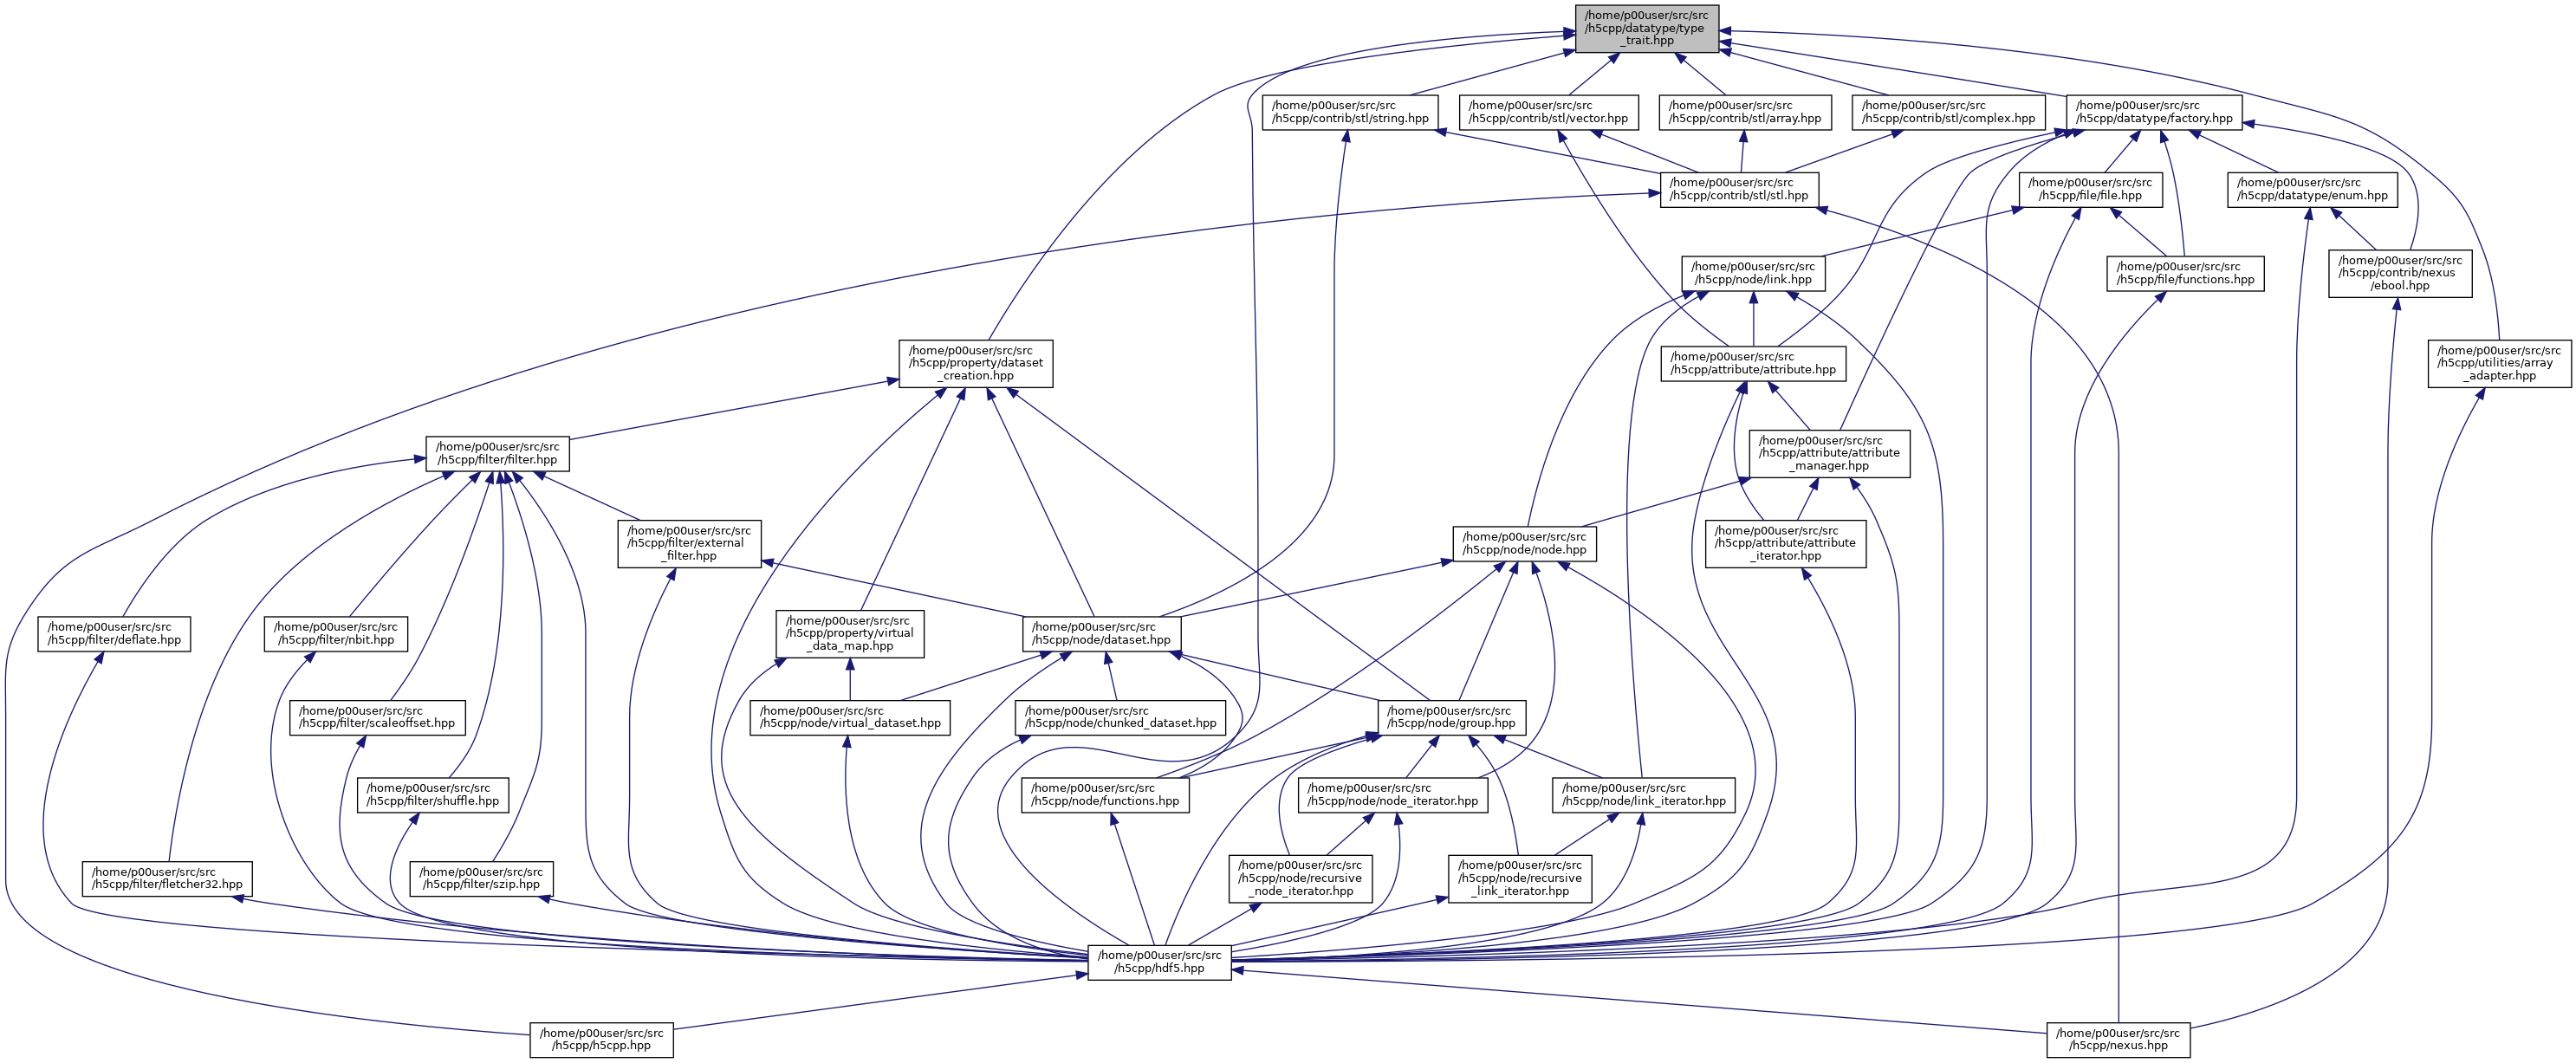 /home/p00user/src/src
/h5cpp/datatype/type
_trait.hpp
/home/p00user/src/src
/h5cpp/contrib/stl/string.hpp
/home/p00user/src/src
/h5cpp/contrib/stl/vector.hpp
/home/p00user/src/src
/h5cpp/contrib/stl/array.hpp
/home/p00user/src/src
/h5cpp/contrib/stl/complex.hpp
/home/p00user/src/src
/h5cpp/datatype/factory.hpp
/home/p00user/src/src
/h5cpp/contrib/stl/stl.hpp
/home/p00user/src/src
/h5cpp/file/file.hpp
/home/p00user/src/src
/h5cpp/datatype/enum.hpp
/home/p00user/src/src
/h5cpp/node/link.hpp
/home/p00user/src/src
/h5cpp/file/functions.hpp
/home/p00user/src/src
/h5cpp/contrib/nexus
/ebool.hpp
/home/p00user/src/src
/h5cpp/property/dataset
_creation.hpp
/home/p00user/src/src
/h5cpp/attribute/attribute.hpp
/home/p00user/src/src
/h5cpp/utilities/array
_adapter.hpp
/home/p00user/src/src
/h5cpp/filter/filter.hpp
/home/p00user/src/src
/h5cpp/attribute/attribute
_manager.hpp
/home/p00user/src/src
/h5cpp/filter/external
_filter.hpp
/home/p00user/src/src
/h5cpp/node/node.hpp
/home/p00user/src/src
/h5cpp/attribute/attribute
_iterator.hpp
/home/p00user/src/src
/h5cpp/filter/deflate.hpp
/home/p00user/src/src
/h5cpp/filter/nbit.hpp
/home/p00user/src/src
/h5cpp/property/virtual
_data_map.hpp
/home/p00user/src/src
/h5cpp/node/dataset.hpp
/home/p00user/src/src
/h5cpp/filter/scaleoffset.hpp
/home/p00user/src/src
/h5cpp/node/virtual_dataset.hpp
/home/p00user/src/src
/h5cpp/node/chunked_dataset.hpp
/home/p00user/src/src
/h5cpp/node/group.hpp
/home/p00user/src/src
/h5cpp/filter/shuffle.hpp
/home/p00user/src/src
/h5cpp/node/functions.hpp
/home/p00user/src/src
/h5cpp/node/node_iterator.hpp
/home/p00user/src/src
/h5cpp/node/link_iterator.hpp
/home/p00user/src/src
/h5cpp/filter/fletcher32.hpp
/home/p00user/src/src
/h5cpp/filter/szip.hpp
/home/p00user/src/src
/h5cpp/node/recursive
_node_iterator.hpp
/home/p00user/src/src
/h5cpp/node/recursive
_link_iterator.hpp
/home/p00user/src/src
/h5cpp/hdf5.hpp
/home/p00user/src/src
/h5cpp/h5cpp.hpp
/home/p00user/src/src
/h5cpp/nexus.hpp